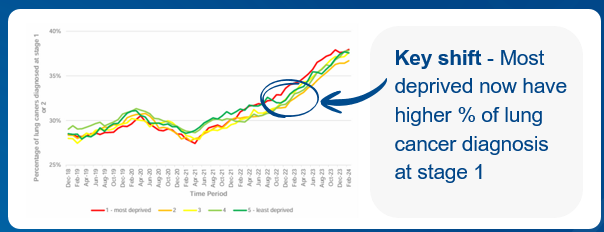 40%
35%
30%
25%
Percentage of lung cancers diagnosed at stage 1
or 2
Dec-18
Feb-19
Apr-19
Jun-19
Aug-19
Oct-19
Dec-19
Feb-20
Apr-20
Jun-20
Aug-20
Oct-20
Dec-20
Feb-21
Apr-21
Jun-21
Aug-21
Oct-21
Dec-21
Feb-22
Apr-22
Jun-22
Aug-22
Oct-22
Dec-22
Feb-23
Apr-23
Jun-23
Aug-23
Oct-23
Dec-23
Feb-24
Time Period
1 - most deprived 2 3 4 5 - least deprived
Key shift - Most
deprived now have
higher % of lung
cancer diagnosis
at stage 1